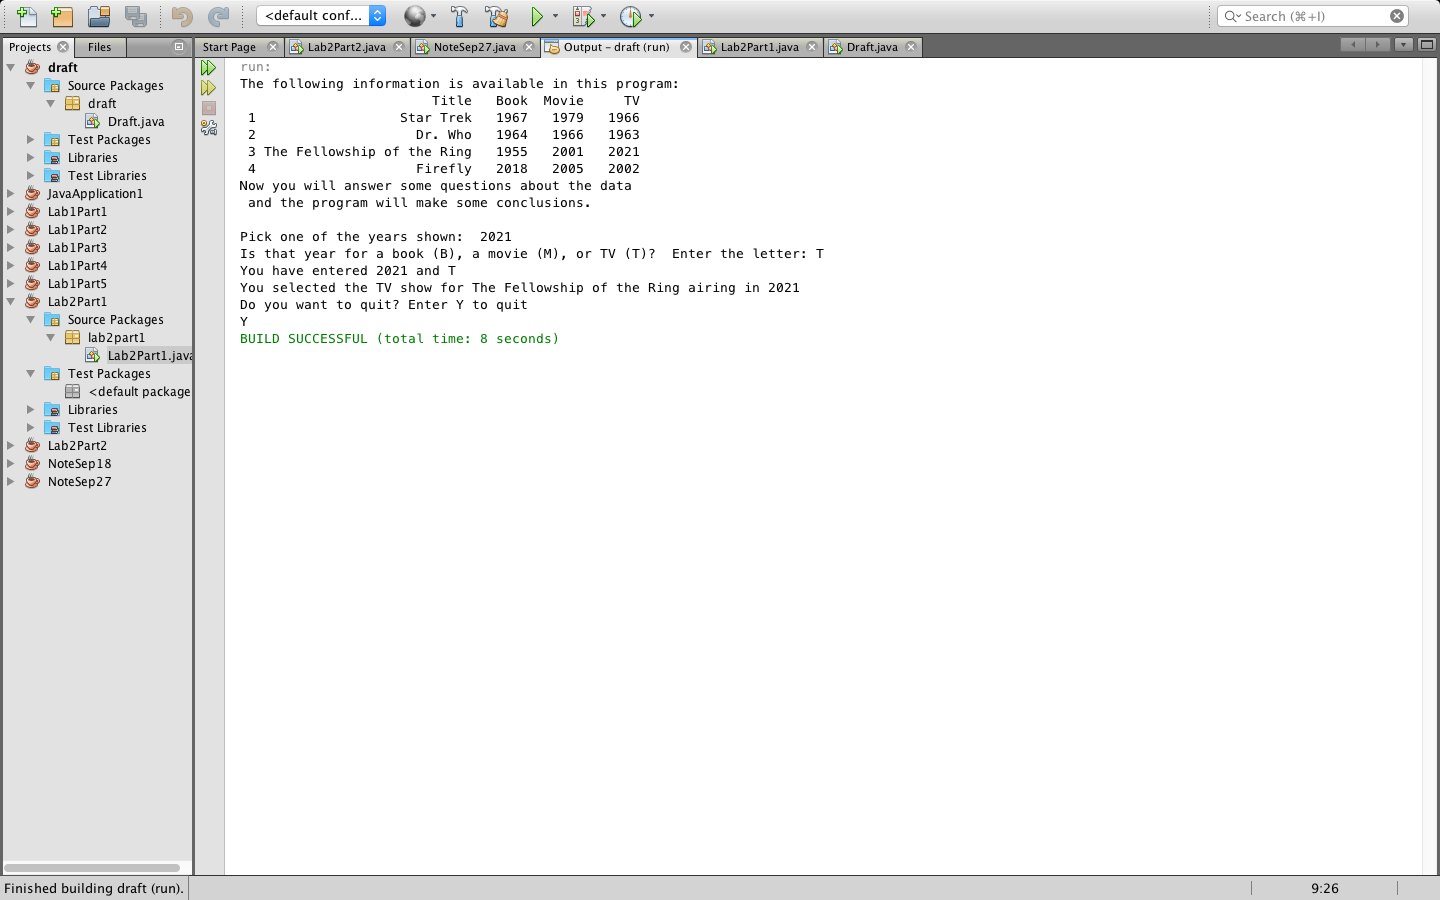 <default conf...
Search (⌘+I)
Projects
Files
Start Page
Lab2Part2.java
NoteSep27.java
Output – draft (run)
Lab2Part1.java
Draft.java
draft
Source Packages
draft
Draft.java
Test Packages
Libraries
Test Libraries
JavaApplication1
Lab1Part1
Lab1Part2
Lab1Part3
Lab1Part4
Lab1Part5
Lab2Part1
Source Packages
lab2part1
Lab2Part1.java
Test Packages
<default package
Libraries
Test Libraries
Lab2Part2
NoteSep18
NoteSep27
run:
The following information is available in this program:
Title Book Movie TV
1 Star Trek 1967 1979 1966
2 Dr. Who 1964 1966 1963
3 The Fellowship of the Ring 1955 2001 2021
4 Firefly 2018 2005 2002
Now you will answer some questions about the data
and the program will make some conclusions.
Pick one of the years shown: 2021
Is that year for a book (B), a movie (M), or TV (T)? Enter the letter: T
You have entered 2021 and T
You selected the TV show for The Fellowship of the Ring airing in 2021
Do you want to quit? Enter Y to quit
Y
BUILD SUCCESSFUL (total time: 8 seconds)
Finished building draft (run).
9:26